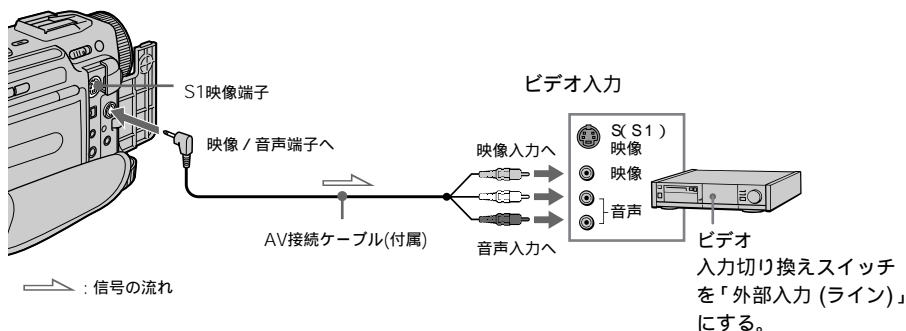 S1映像端子
映像 / 音声端子へ
AV接続ケーブル(付属)
: 信号の流れ
ビデオ入力
映像入力へ
音声入力へ
S(S1)
映像
映像
音声
ビデオ
入力切り換えスイッチ
を「外部入力 (ライン)」
にする。